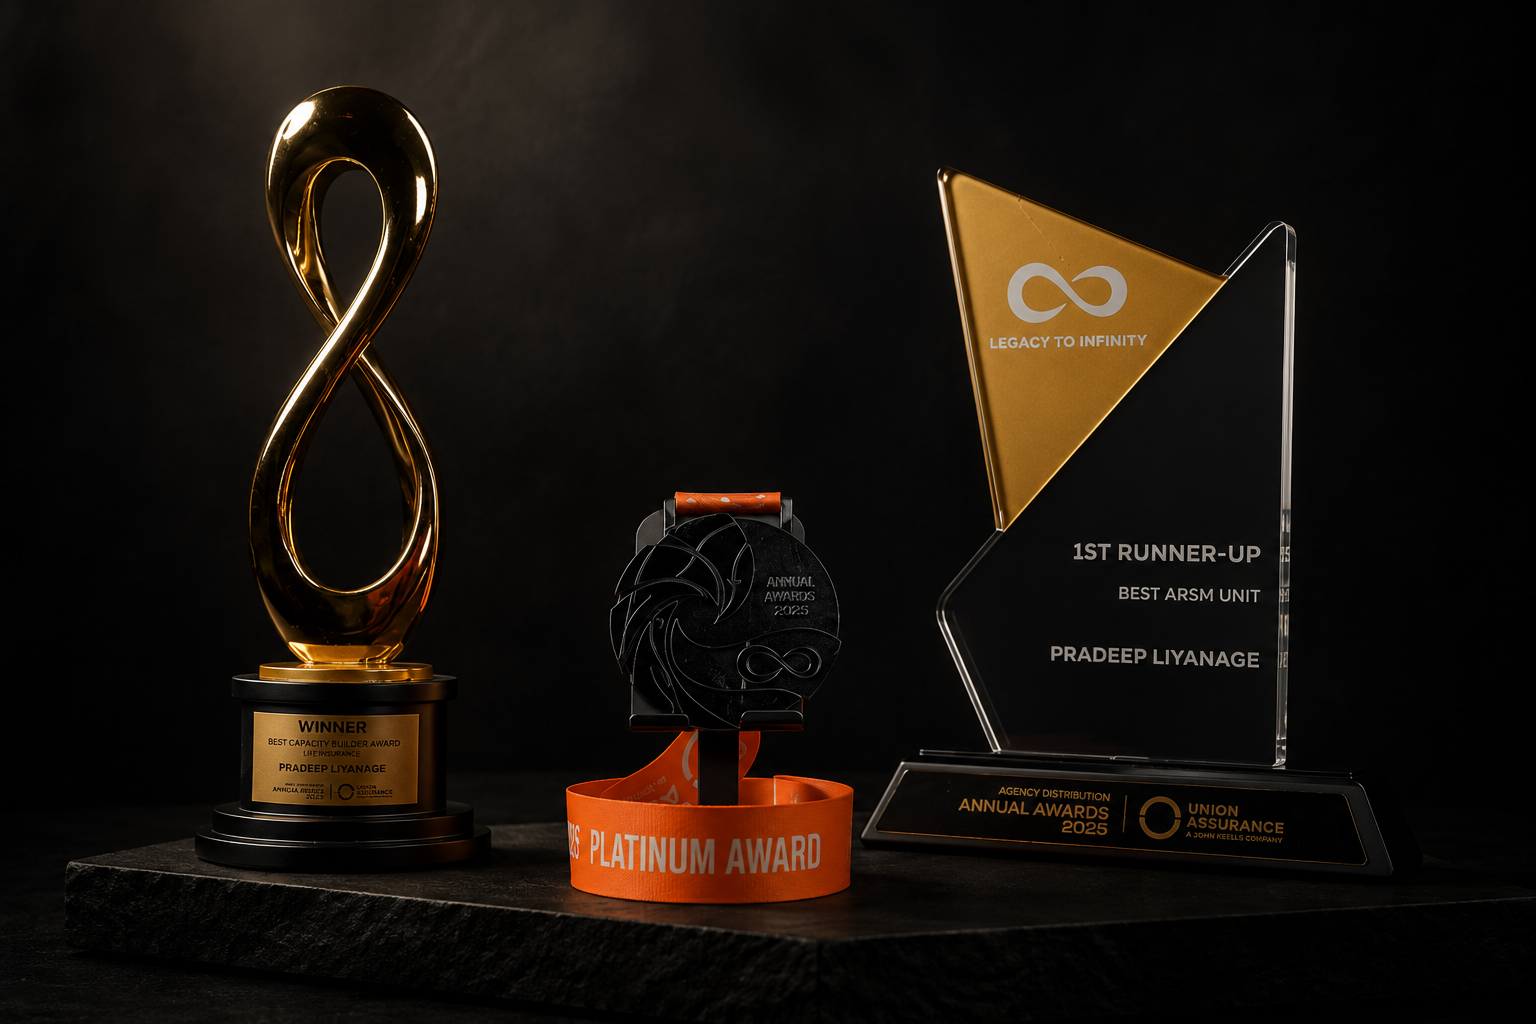 WINNER
BEST CAPACITY BUILDER AWARD
LIFE INSURANCE
PRADEEP LIYANAGE
ANNUAL AWARDS
2025
UNION
ASSURANCE
ANNUAL
AWARDS
2025
PLATINUM AWARD
LEGACY TO INFINITY
1ST RUNNER-UP
BEST ARSM UNIT
PRADEEP LIYANAGE
AGENCY DISTRIBUTION
ANNUAL AWARDS
2025
UNION
ASSURANCE
A JOHN KEELLS COMPANY